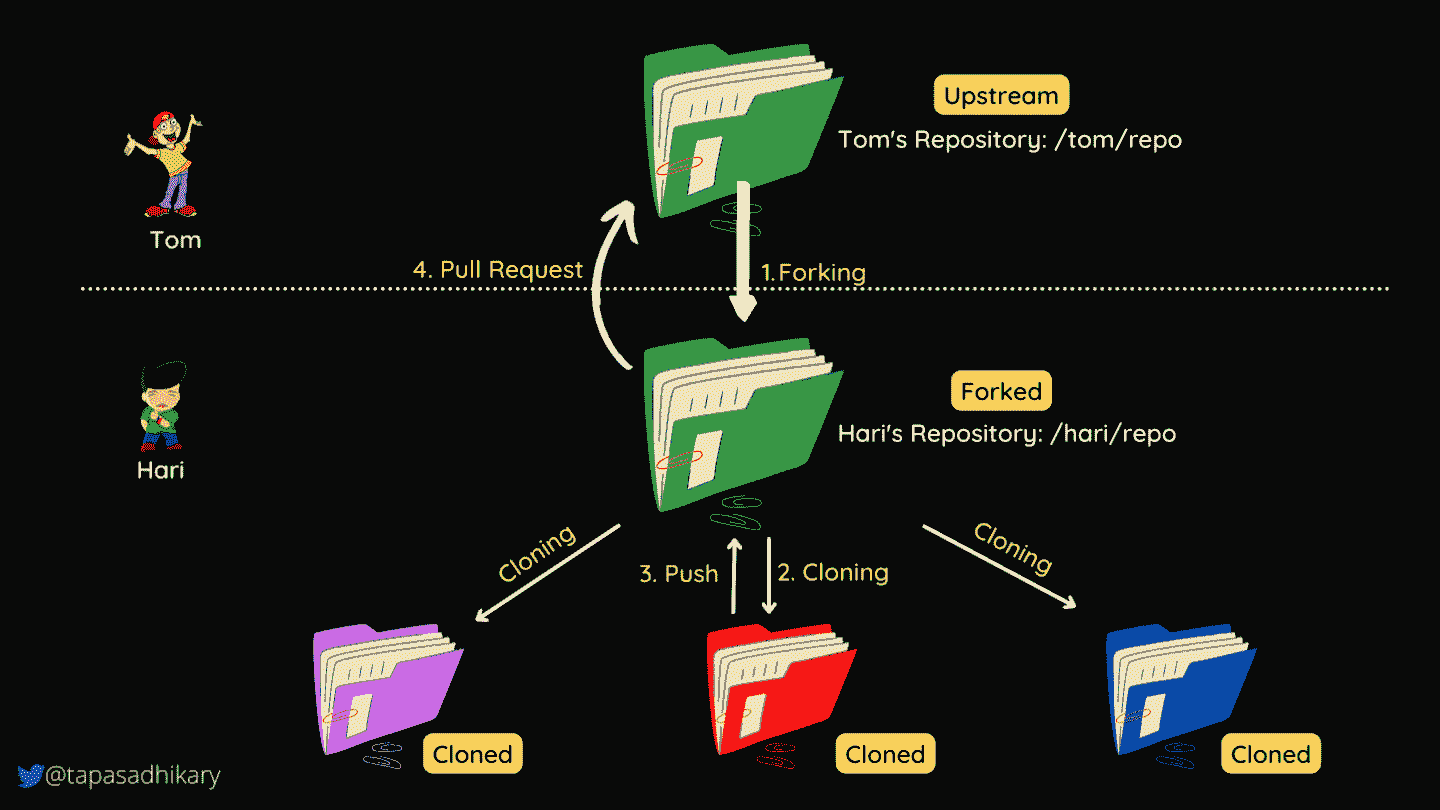 Upstream
Tom's Repository: /tom/repo
Tom
4. Pull Request
1.Forking
Forked
Hari's Repository: /hari/repo
Hari
Cloning
3. Push
2. Cloning
Cloning
Cloned
Cloned
Cloned
@tapasadhikary